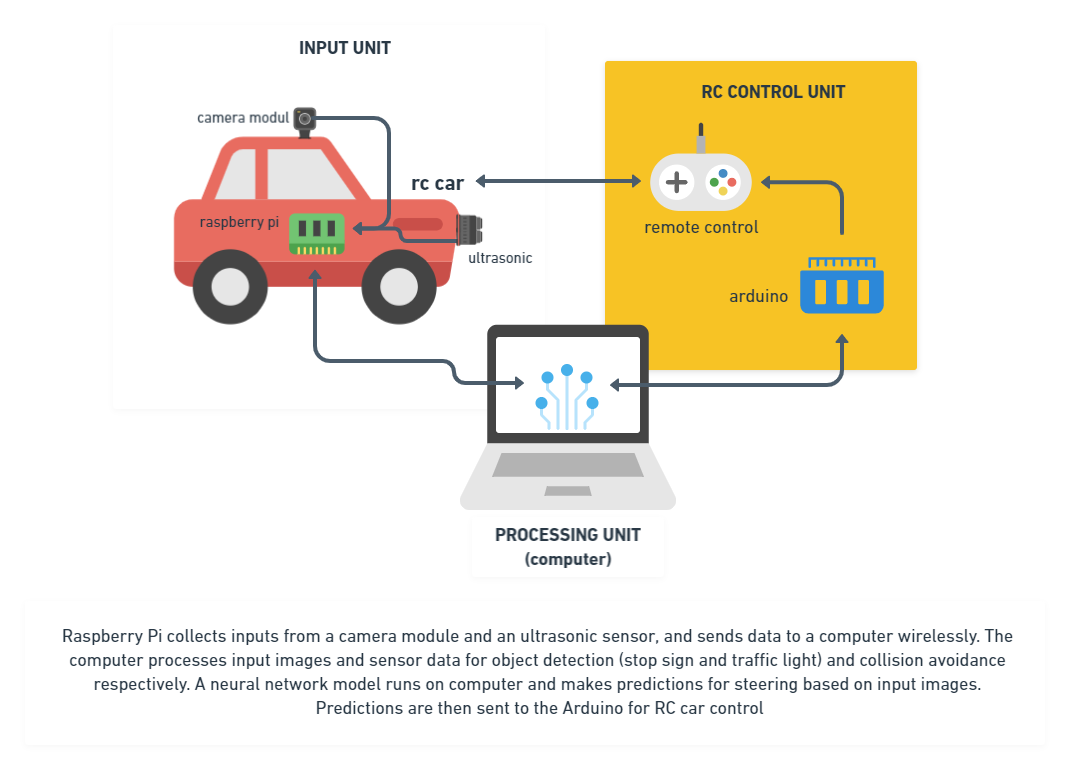 INPUT UNIT
RC CONTROL UNIT
camera modul
rc car
raspberry pi
remote control
ultrasonic
arduino
PROCESSING UNIT
(computer)
Raspberry Pi collects inputs from a camera module and an ultrasonic sensor, and sends data to a computer wirelessly. The
computer processes input images and sensor data for object detection (stop sign and traffic light) and collision avoidance
respectively. A neural network model runs on computer and makes predictions for steering based on input images.
Predictions are then sent to the Arduino for RC car control